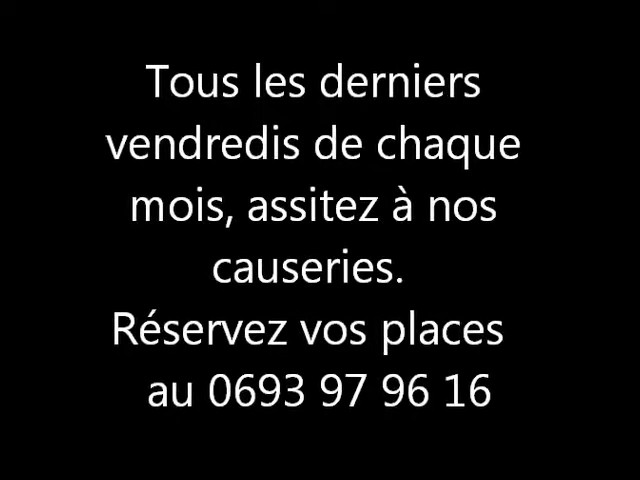 Tous les derniers
vendredis de chaque
mois, assitez à nos
causeries.
Réservez vos places
au 0693 97 96 16